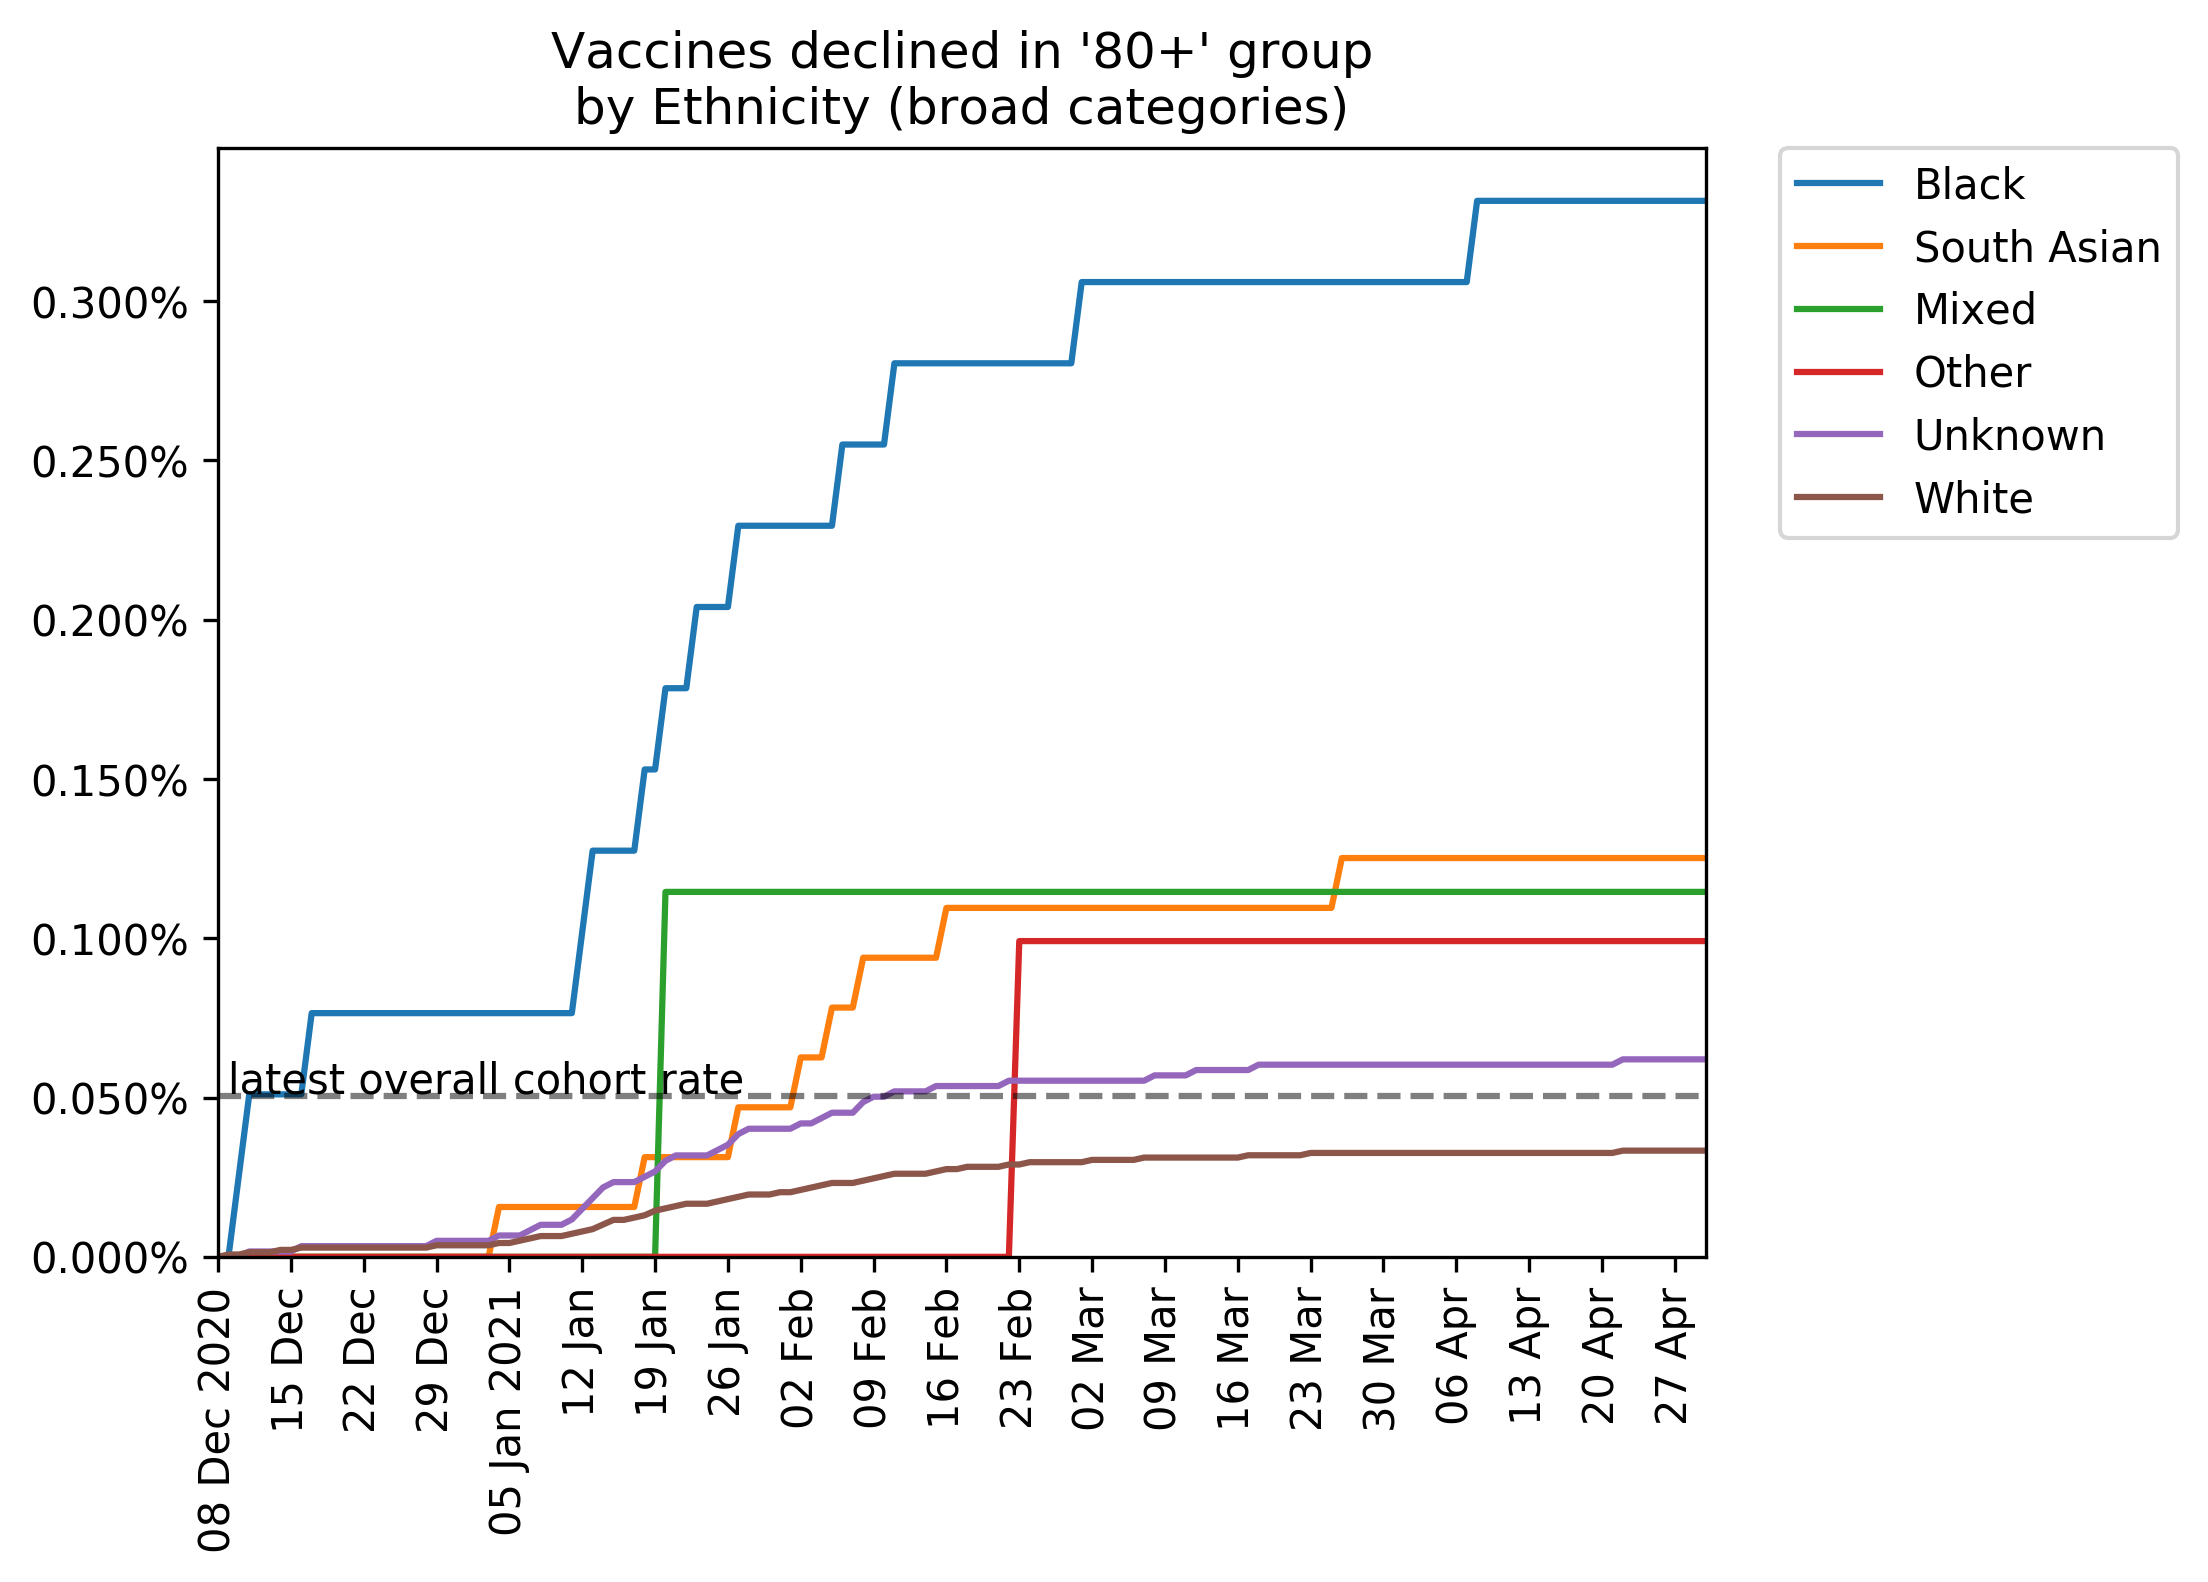 Vaccines declined in '80+' group
by Ethnicity (broad categories)
Black
South Asian
Mixed
Other
Unknown
White
0.300%
0.250%
0.200%
0.150%
0.100%
0.050%
0.000%
latest overall cohort rate
08 Dec 2020
15 Dec
22 Dec
29 Dec
05 Jan 2021
12 Jan
19 Jan
26 Jan
02 Feb
09 Feb
16 Feb
23 Feb
02 Mar
09 Mar
16 Mar
23 Mar
30 Mar
06 Apr
13 Apr
20 Apr
27 Apr